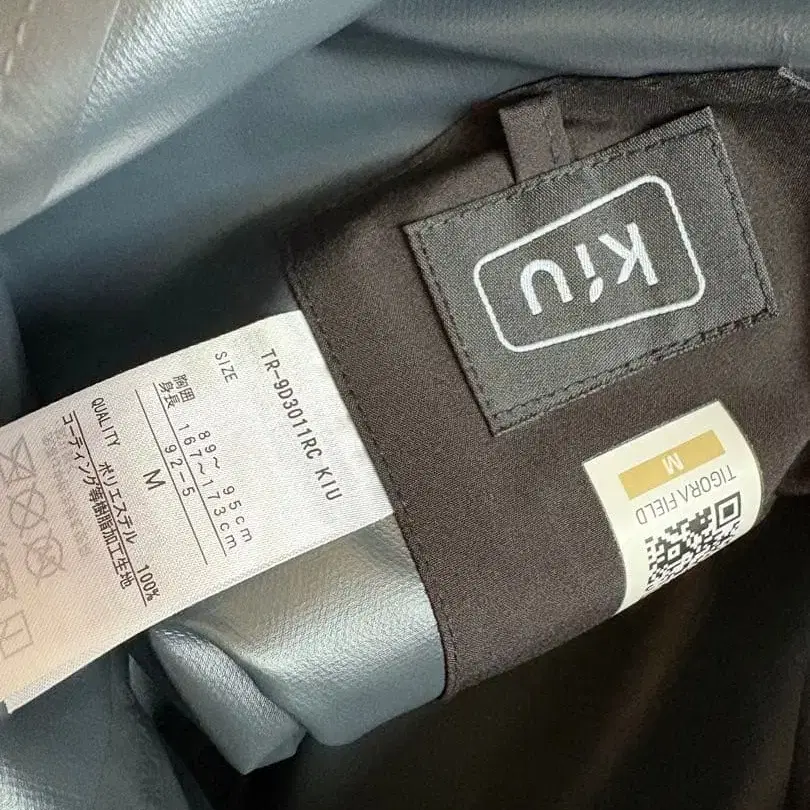 KiU
TIGORA FIELD
M
TR-9D3011RC KIU
SIZE
胸囲 89～ 95cm
身長 167～173cm
92-5
M
QUALITY ポリエステル 100%
コーティング等樹脂加工生地